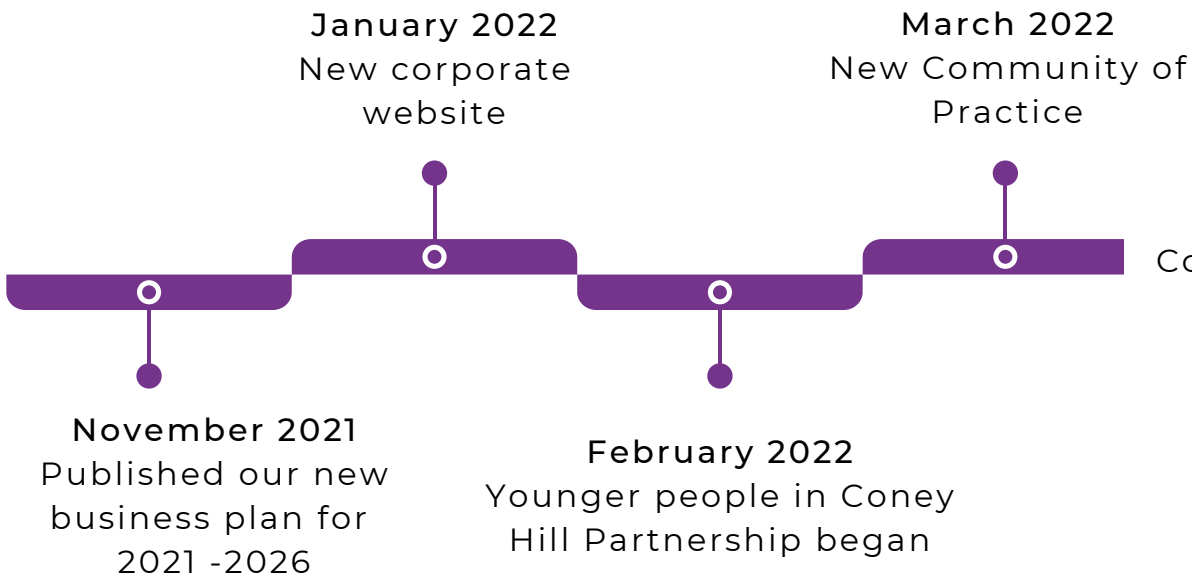 January 2022
New corporate
website
March 2022
New Community of
Practice
November 2021
Published our new
business plan for
2021 -2026
February 2022
Younger people in Coney
Hill Partnership began